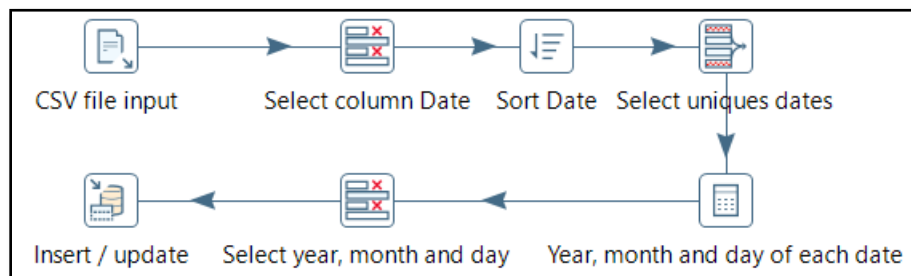 CSV file input
Select column Date
Sort Date
Select uniques dates
Insert / update
Select year, month and day
Year, month and day of each date